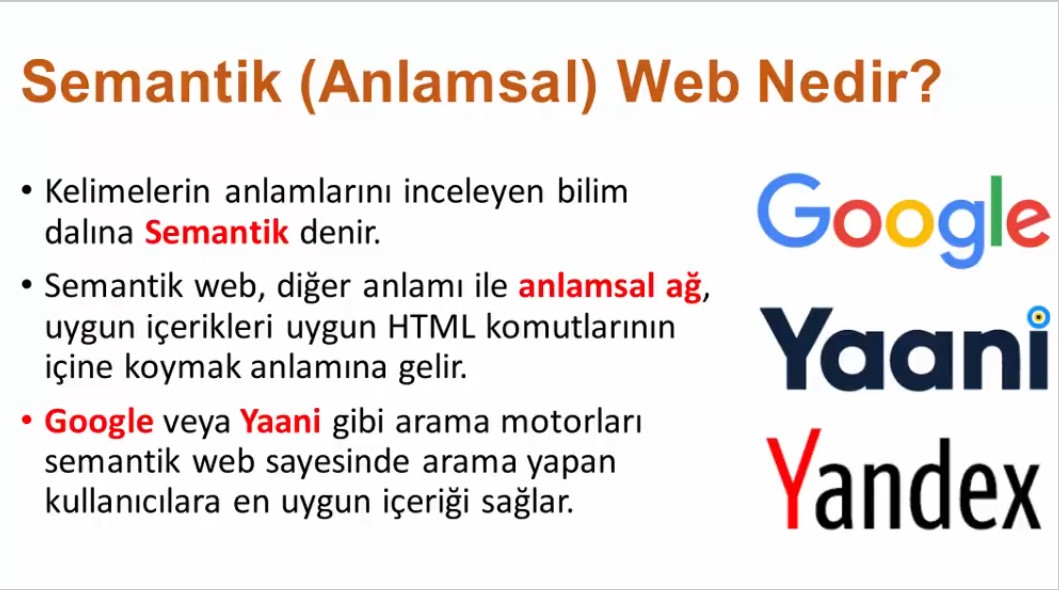 Semantik (Anlamsal) Web Nedir?
• Kelimelerin anlamlarını inceleyen bilim
dalına Semantik denir.
• Semantik web, diğer anlamı ile anlamsal ağ,
uygun içerikleri uygun HTML komutlarının
içine koymak anlamına gelir.
• Google veya Yaani gibi arama motorları
semantik web sayesinde arama yapan
kullanıcılara en uygun içeriği sağlar.
Google
Yaani
Yandex